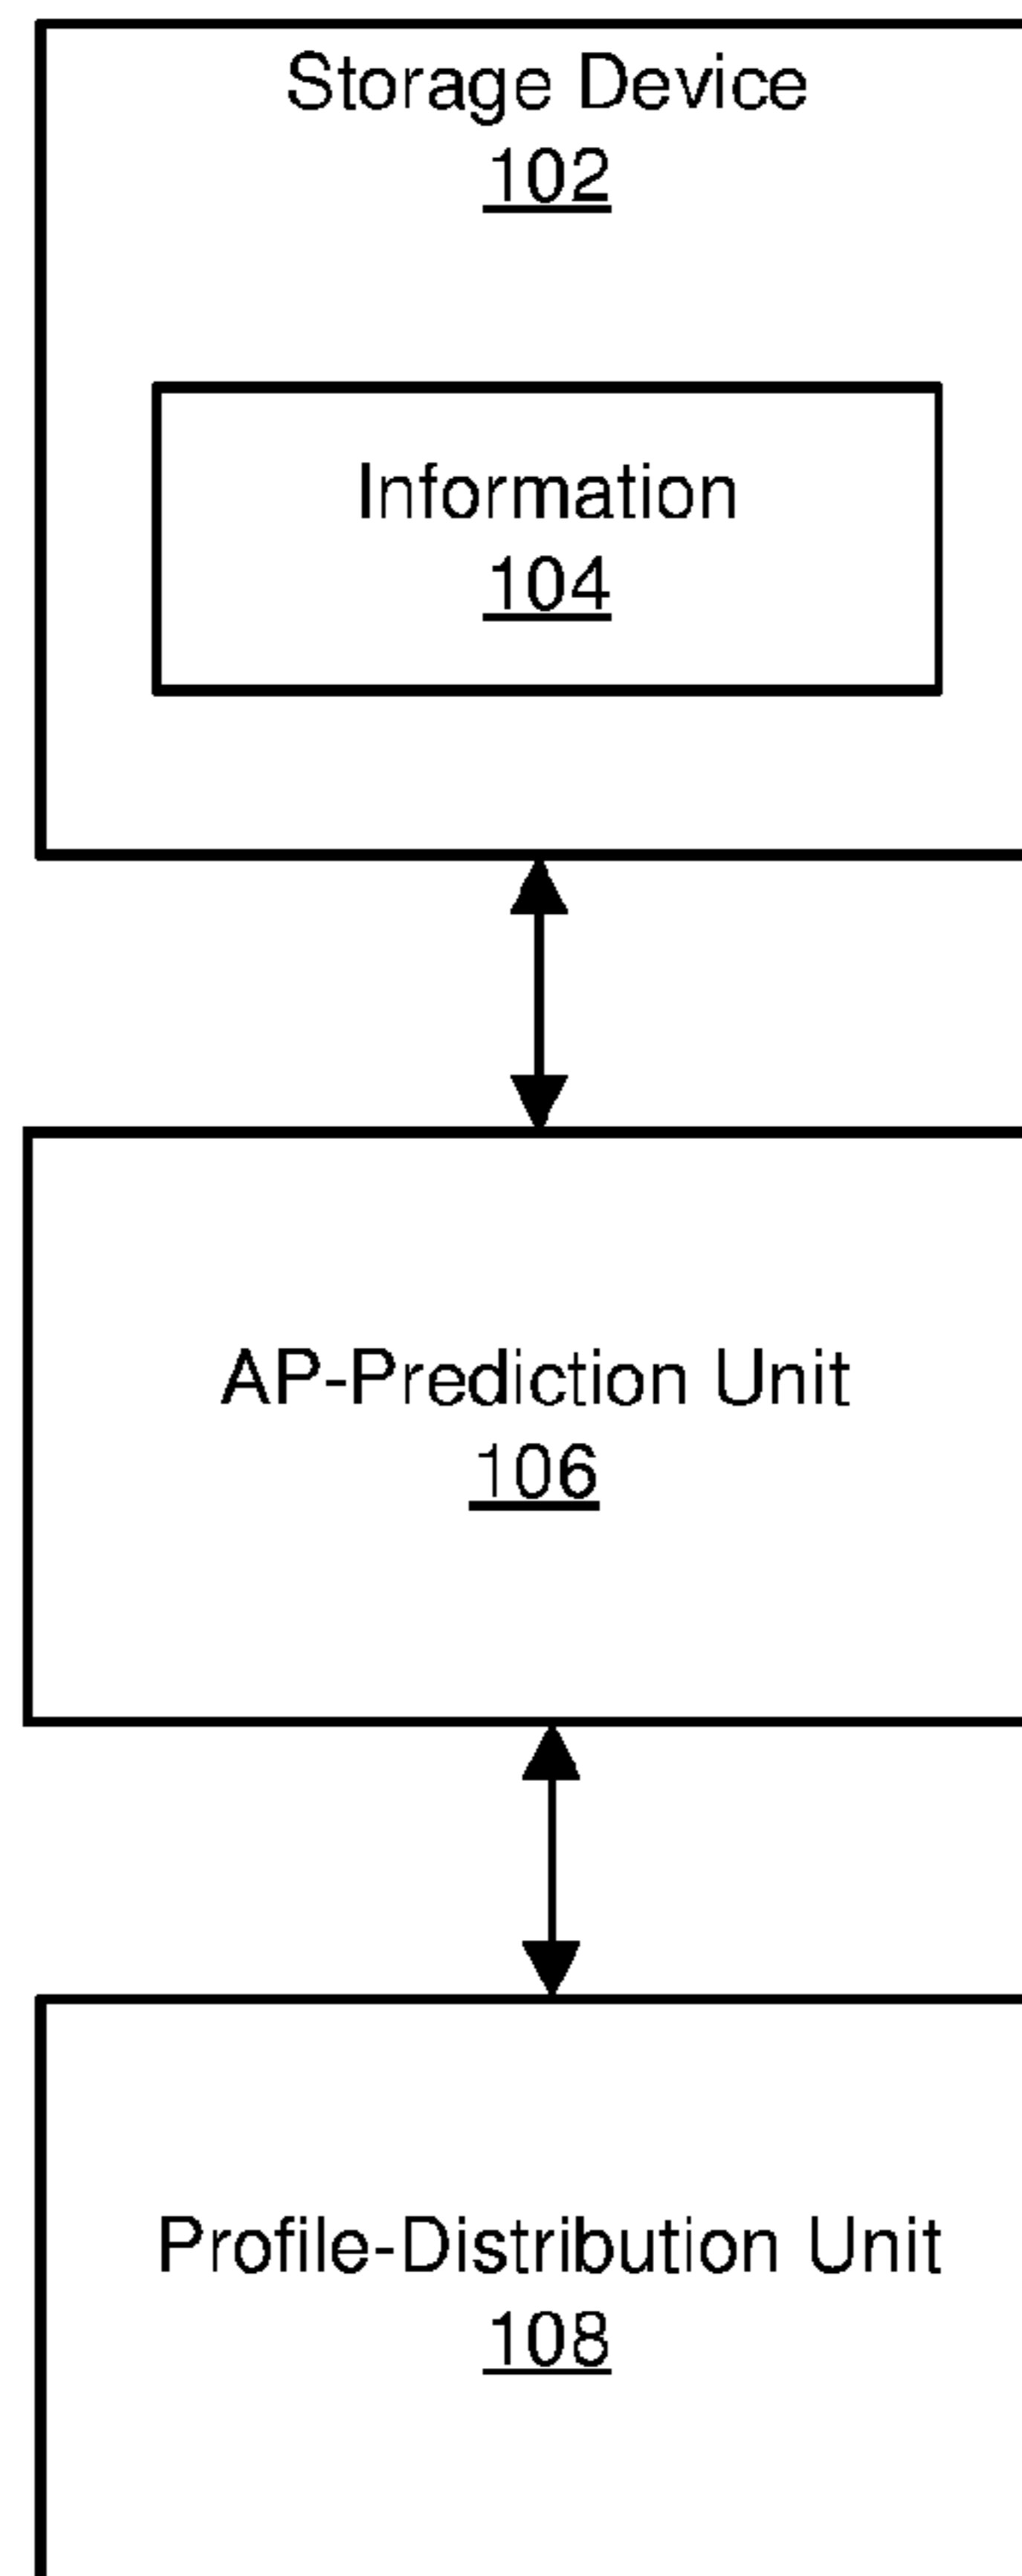 Storage Device
102
Information
104
AP-Prediction Unit
106
Profile-Distribution Unit
108